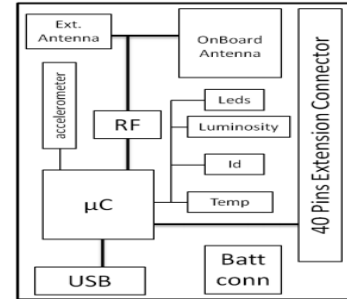 Ext.
Antenna
OnBoard
Antenna
accelerometer
RF
Leds
Luminosity
Id
Temp
µC
40 Pins Extension Connector
USB
Batt
conn